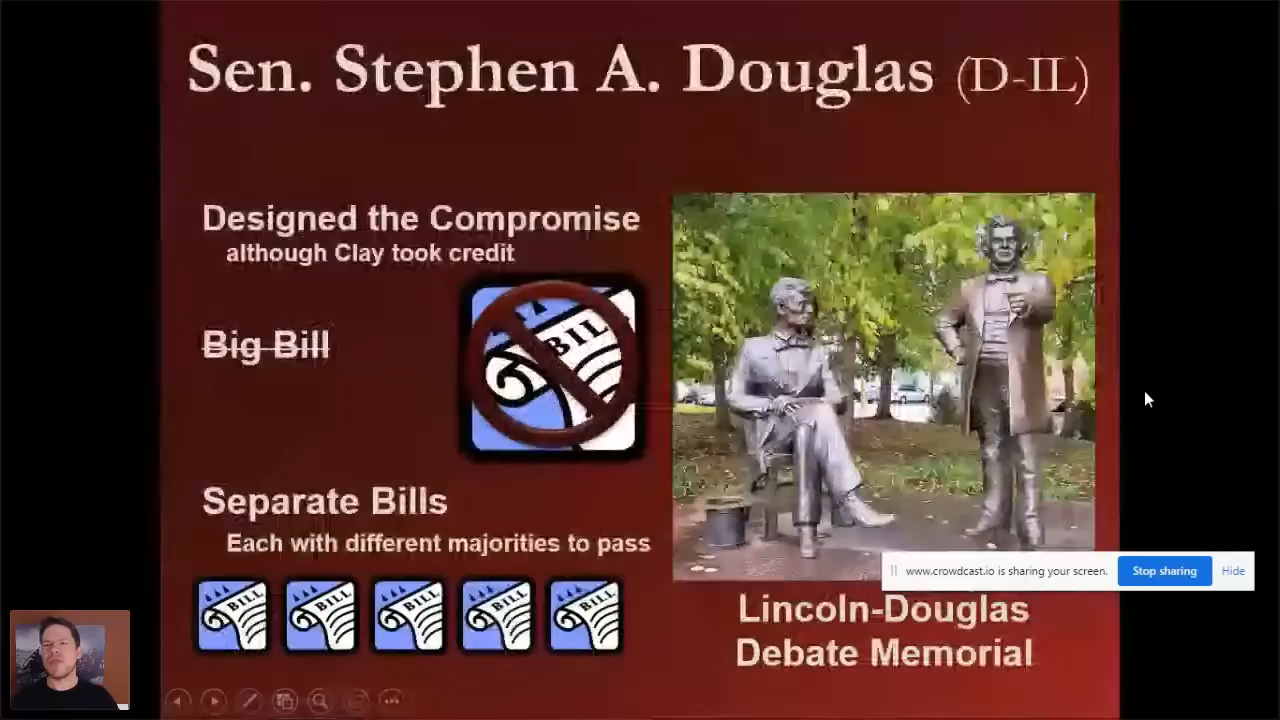 Sen. Stephen A. Douglas (D-IL)
Designed the Compromise
although Clay took credit
Big Bill
BILL
Separate Bills
Each with different majorities to pass
BILL
BILL
BILL
BILL
BILL
www.crowdcast.io is sharing your screen.
Stop sharing
Hide
Lincoln-Douglas
Debate Memorial